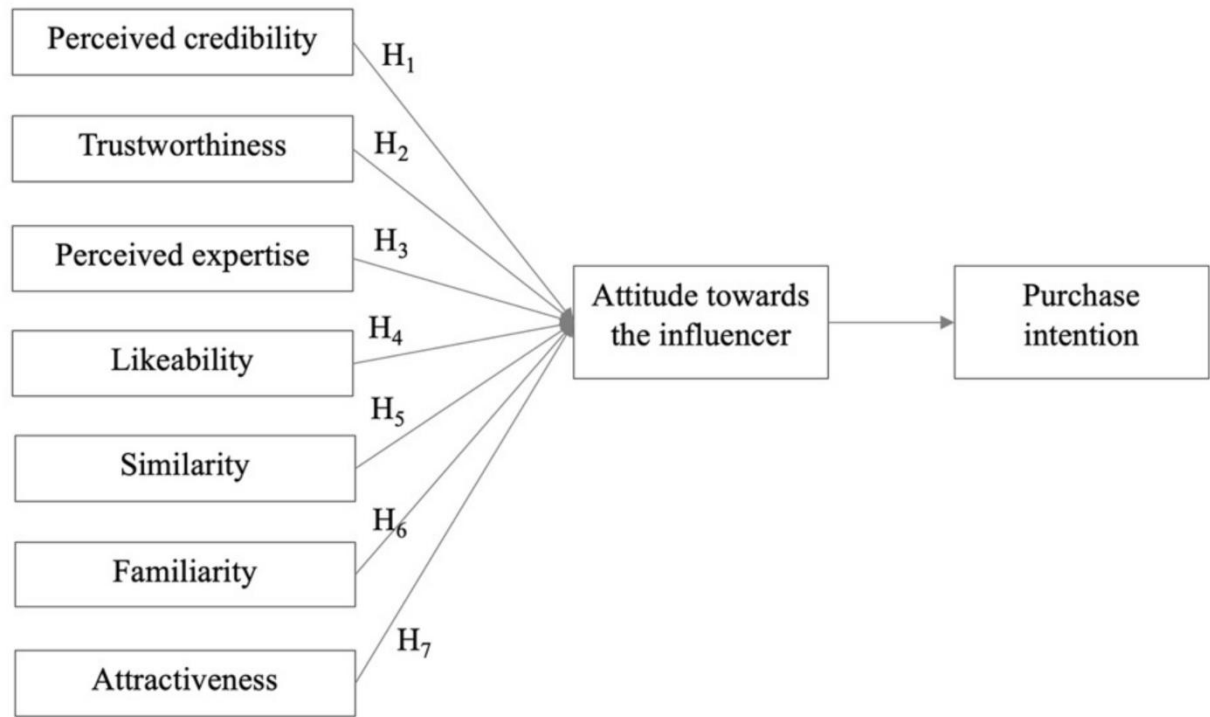 Perceived credibility
H₁
Trustworthiness
H₂
Perceived expertise
H₃
Likeability
H₄
Similarity
H₅
Familiarity
H₆
Attractiveness
H₇
Attitude towards
the influencer
Purchase
intention